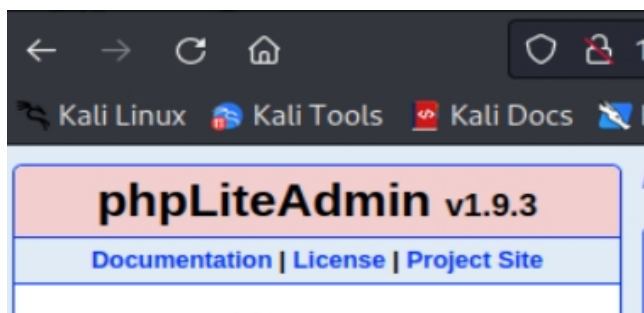 Kali Linux Kali Tools Kali Docs
phpLiteAdmin v1.9.3
Documentation | License | Project Site